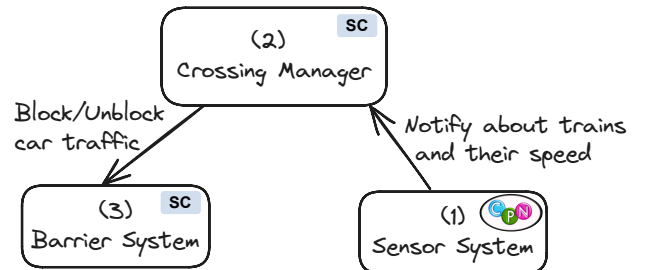 SC
(2)
Crossing Manager
Block/Unblock
car traffic
Notify about trains
and their speed
(3)
SC
Barrier System
(1)
CPN
Sensor System